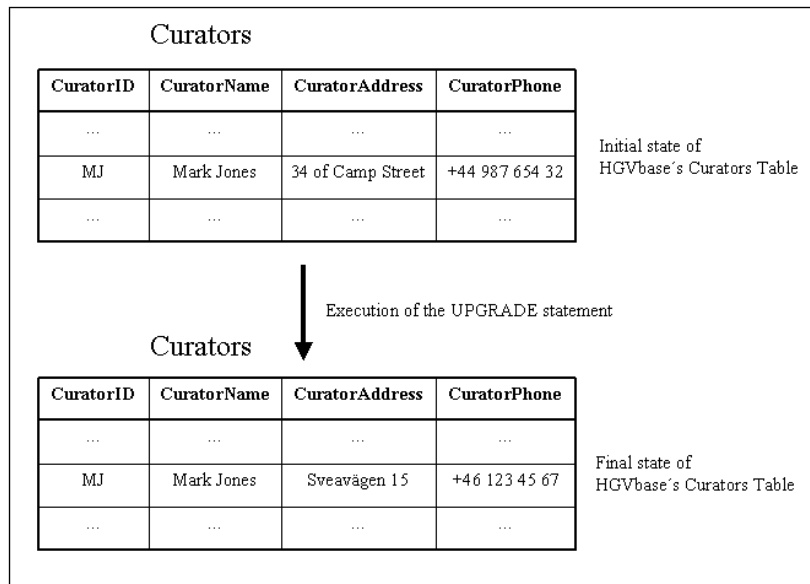 Curators
CuratorID CuratorName CuratorAddress CuratorPhone
... ... ... ...
MJ Mark Jones 34 of Camp Street +44 987 654 32
... ... ... ...
Initial state of
HGVbase´s Curators Table
Execution of the UPGRADE statement
Curators
CuratorID CuratorName CuratorAddress CuratorPhone
... ... ... ...
MJ Mark Jones Sveavägen 15 +46 123 45 67
... ... ... ...
Final state of
HGVbase´s Curators Table